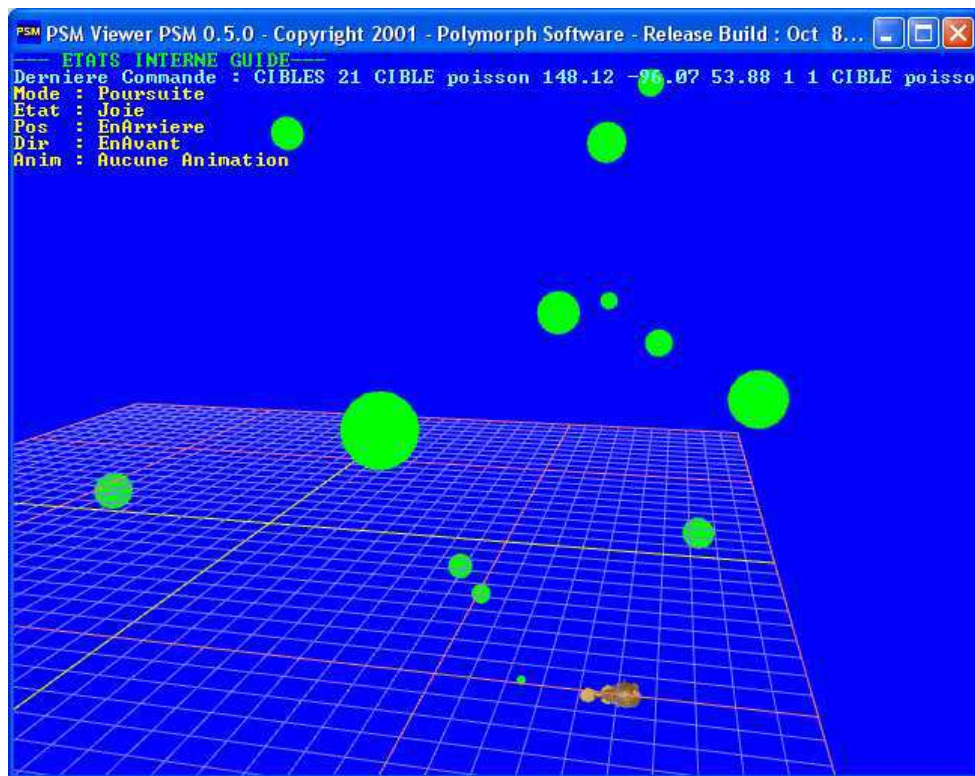 PSM PSM Viewer PSM 0.5.0 - Copyright 2001 - Polymorph Software - Release Build : Oct 8...
--- ETATS INTERNE GUIDE---
Derniere Commande : CIBLES 21 CIBLE poisson 148.12 -96.07 53.88 1 1 CIBLE poisso
Mode : Poursuite
Etat : Joie
Pos : EnArriere
Dir : EnAvant
Anim : Aucune Animation